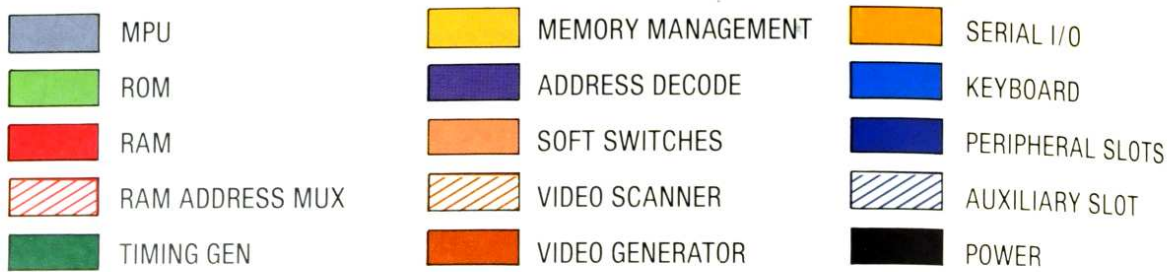 MPU
ROM
RAM
RAM ADDRESS MUX
TIMING GEN
MEMORY MANAGEMENT
ADDRESS DECODE
SOFT SWITCHES
VIDEO SCANNER
VIDEO GENERATOR
SERIAL I/O
KEYBOARD
PERIPHERAL SLOTS
AUXILIARY SLOT
POWER